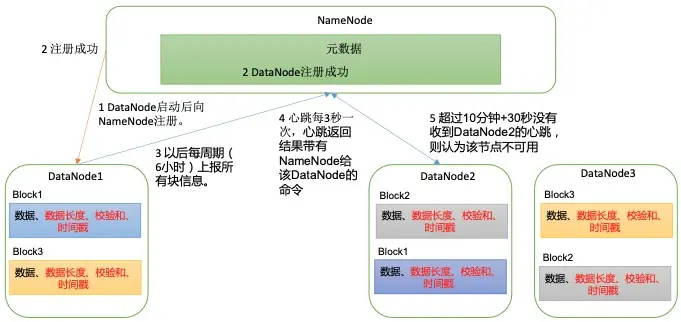 NameNode
元数据
2 DataNode注册成功
2 注册成功
1 DataNode启动后向
NameNode注册。
3 以后每周期（
6小时）上报所
有块信息。
4 心跳每3秒一
次，心跳返回
结果带有
NameNode给
该DataNode的
命令
5 超过10分钟+30秒没有
收到DataNode2的心跳，
则认为该节点不可用
DataNode1
Block1
数据、数据长度、校验和、
时间戳
Block3
数据、数据长度、校验和、
时间戳
DataNode2
Block2
数据、数据长度、校验和、
时间戳
Block1
数据、数据长度、校验和、
时间戳
DataNode3
Block3
数据、数据长度、校验和、
时间戳
Block2
数据、数据长度、校验和、
时间戳